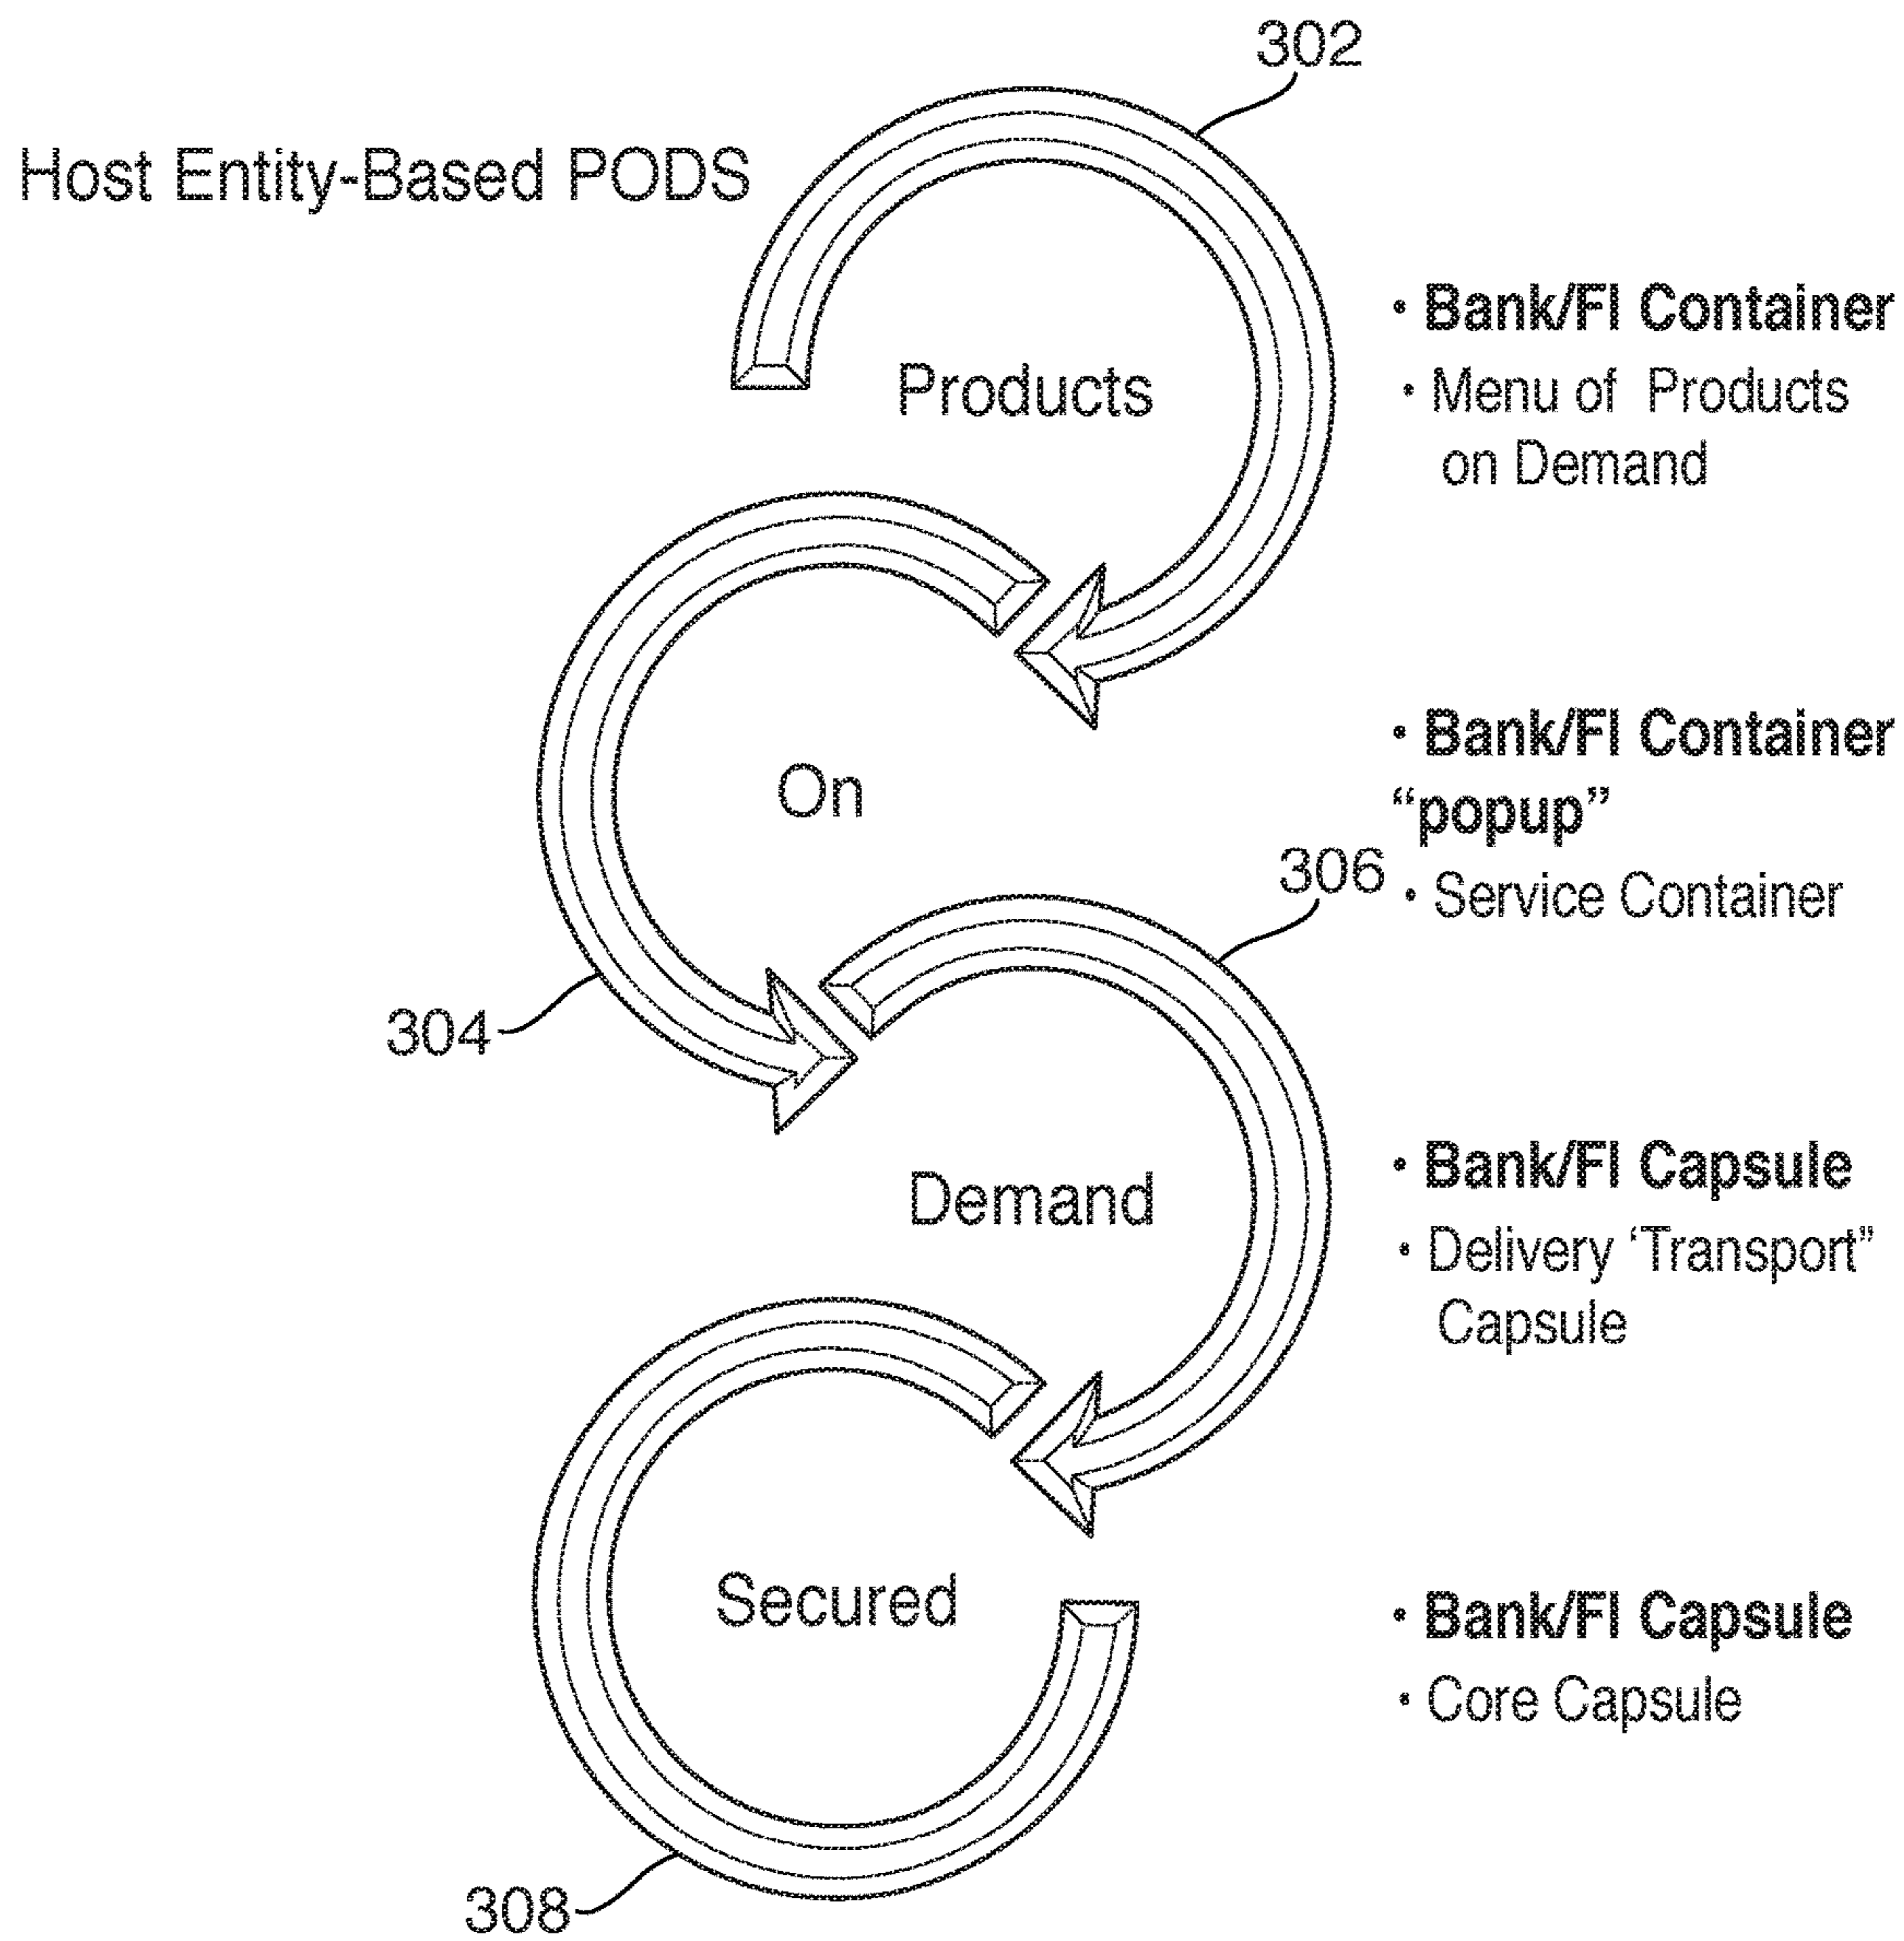 302
Host Entity-Based PODS
Products
• Bank/FI Container
• Menu of Products
on Demand
On
• Bank/FI Container
“popup”
• Service Container
306
304
Demand
• Bank/FI Capsule
• Delivery ‘Transport”
Capsule
Secured
• Bank/FI Capsule
• Core Capsule
308